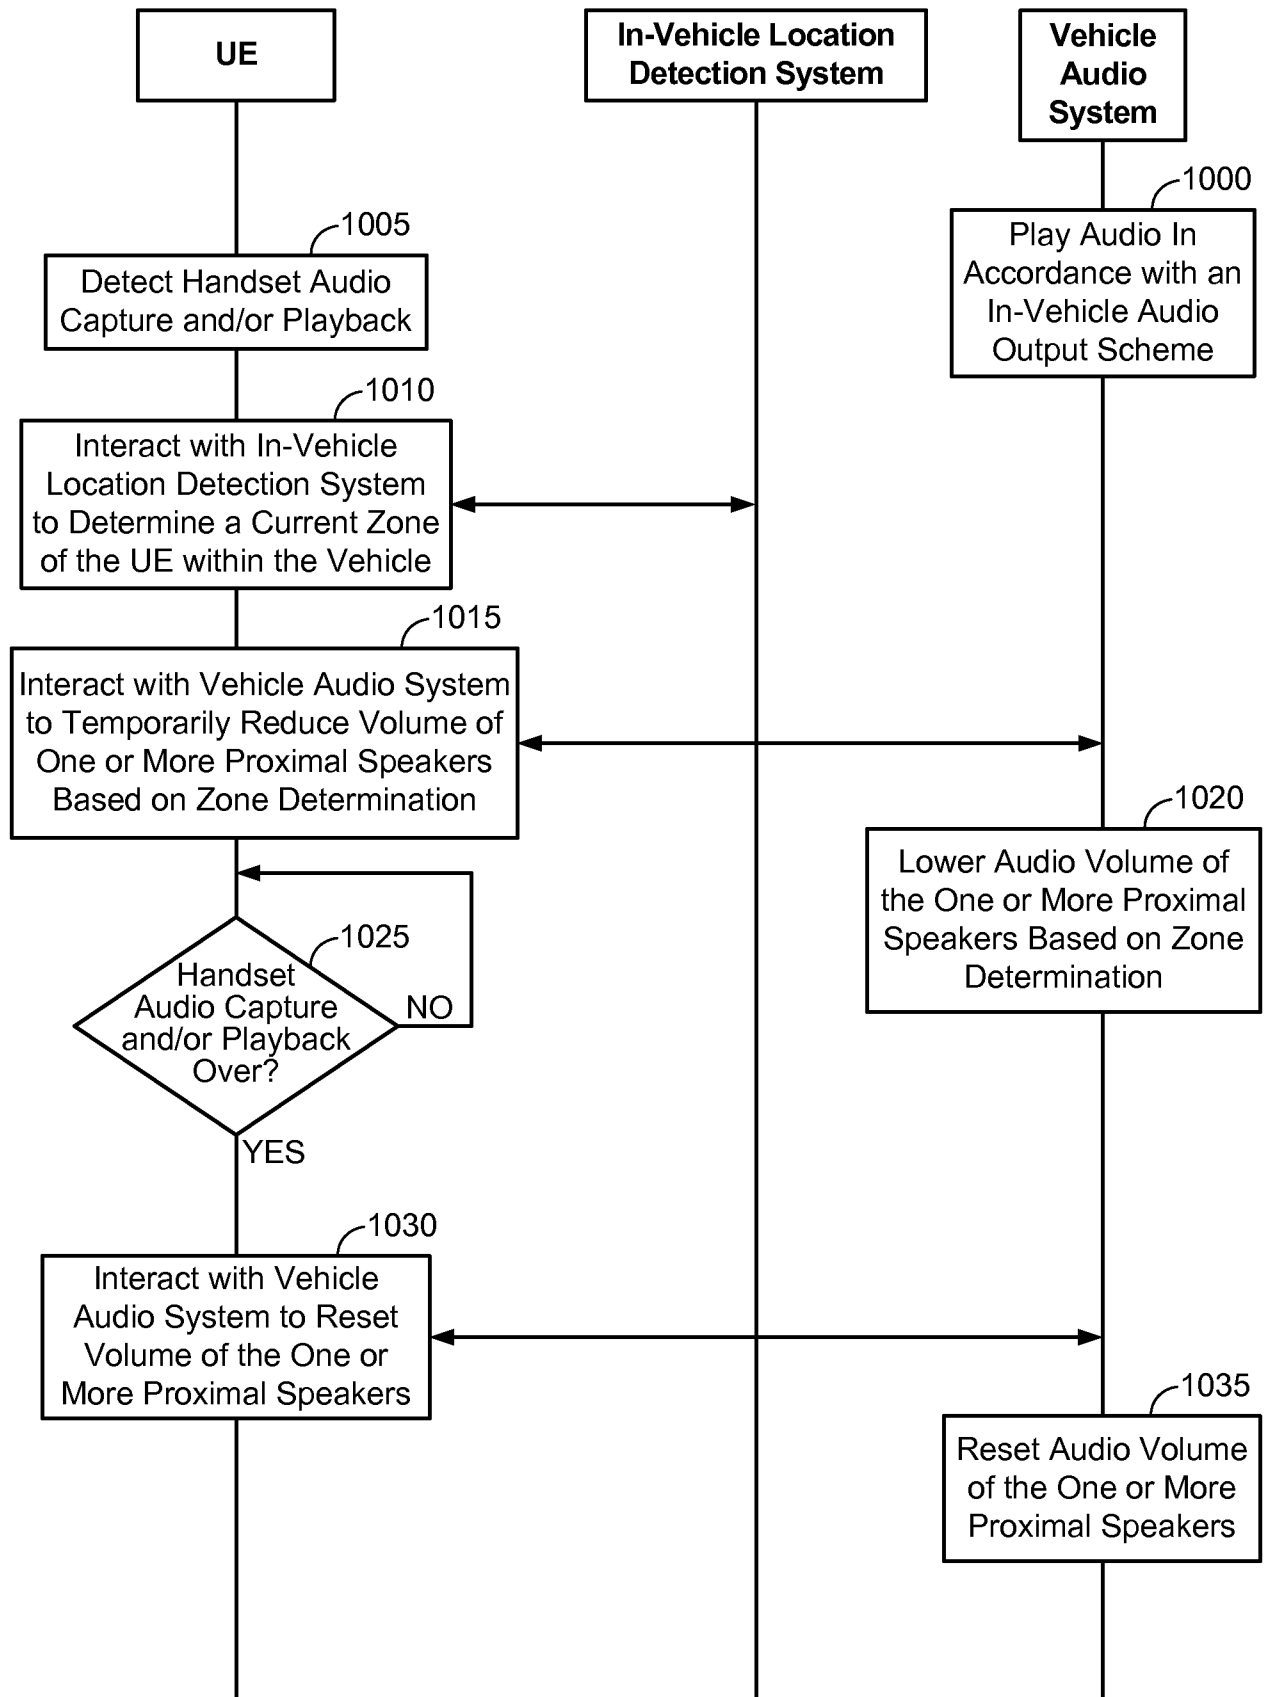 UE
In-Vehicle Location
Detection System
Vehicle
Audio
System
1000
Play Audio In
Accordance with an
In-Vehicle Audio
Output Scheme
1005
Detect Handset Audio
Capture and/or Playback
1010
Interact with In-Vehicle
Location Detection System
to Determine a Current Zone
of the UE within the Vehicle
1015
Interact with Vehicle Audio System
to Temporarily Reduce Volume of
One or More Proximal Speakers
Based on Zone Determination
1020
Lower Audio Volume of
the One or More Proximal
Speakers Based on Zone
Determination
1025
Handset
Audio Capture
and/or Playback
Over?
NO
YES
1030
Interact with Vehicle
Audio System to Reset
Volume of the One or
More Proximal Speakers
1035
Reset Audio Volume
of the One or More
Proximal Speakers